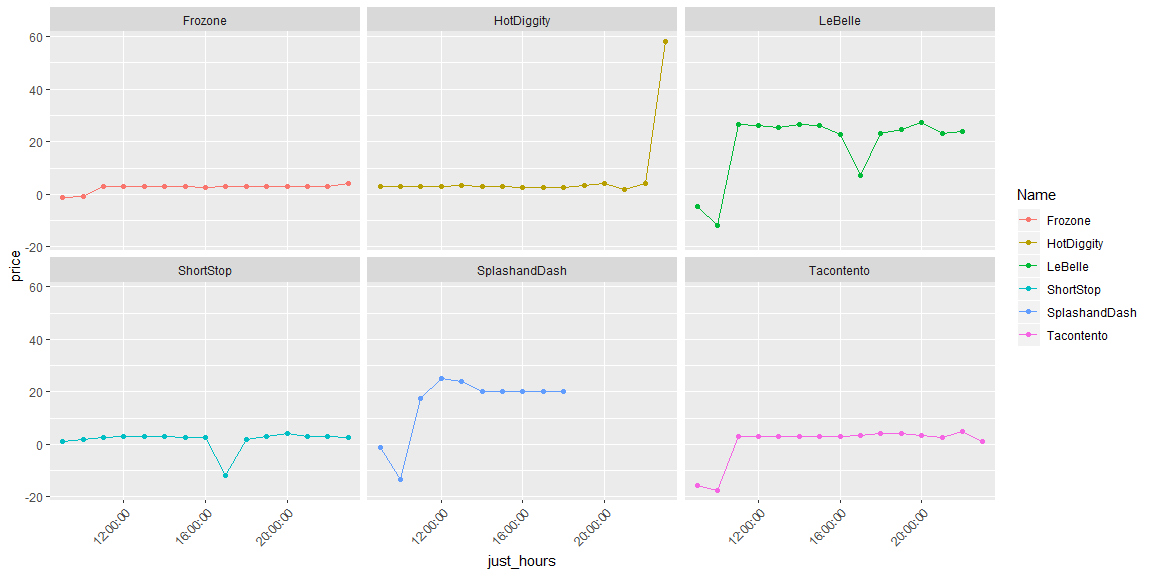 Frozone HotDiggity LeBelle
60
40
20
0
-20
price
ShortStop SplashandDash Tacontento
60
40
20
0
-20
12:00:00 16:00:00 20:00:00 12:00:00 16:00:00 20:00:00 12:00:00 16:00:00 20:00:00
just_hours
Name
Frozone
HotDiggity
LeBelle
ShortStop
SplashandDash
Tacontento